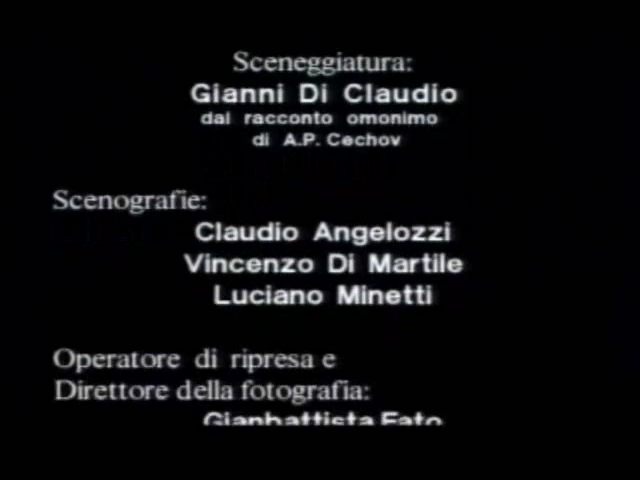 Sceneggiatura:
Gianni Di Claudio
dal racconto omonimo
di A.P. Cechov
Scenografie:
Claudio Angelozzi
Vincenzo Di Martile
Luciano Minetti
Operatore di ripresa e
Direttore della fotografia:
Gianbattista Fato